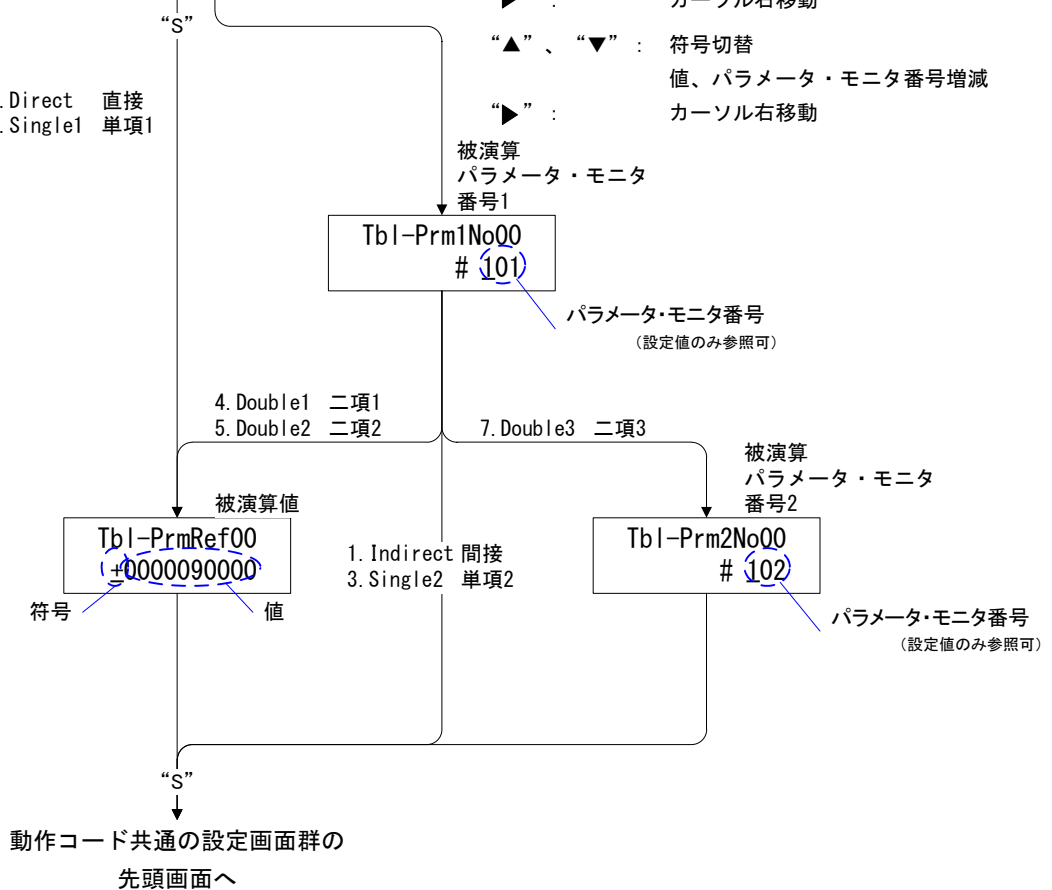 “▶” : カーソル右移動
“S”
“▲” 、 “▼” : 符号切替
値、パラメータ・モニタ番号増減
“▶” : カーソル右移動
.Direct 直接
.Single1 単項1
被演算
パラメータ・モニタ
番号1
Tbl-Prm1No00
# 101
パラメータ・モニタ番号
（設定値のみ参照可）
4.Double1 二項1
5.Double2 二項2
7.Double3 二項3
被演算
パラメータ・モニタ
番号2
被演算値
Tbl-PrmRef00
+0000090000
符号
値
1.Indirect 間接
3.Single2 単項2
Tbl-Prm2No00
# 102
パラメータ・モニタ番号
（設定値のみ参照可）
“S”
動作コード共通の設定画面群の
先頭画面へ